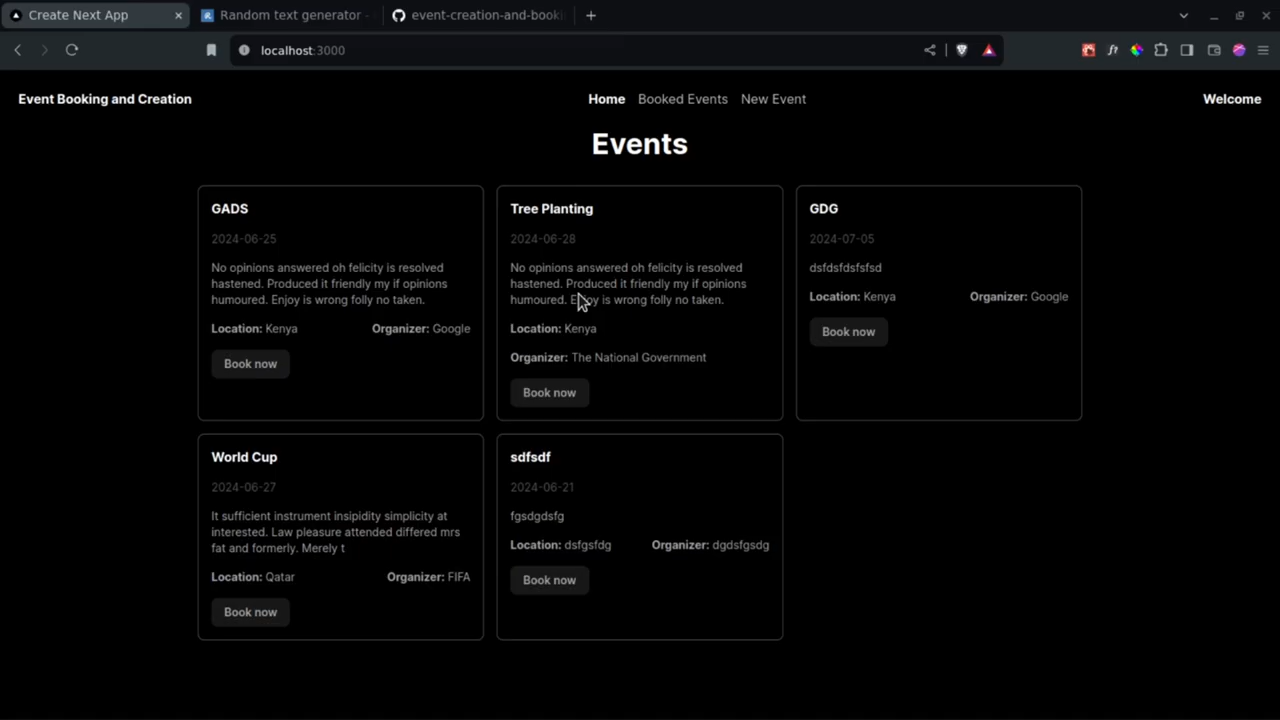 Create Next App
Random text generator -
event-creation-and-booki
localhost:3000
Event Booking and Creation
Home Booked Events New Event
Welcome
Events
GADS
2024-06-25
No opinions answered oh felicity is resolved
hastened. Produced it friendly my if opinions
humoured. Enjoy is wrong folly no taken.
Location: Kenya Organizer: Google
Book now
Tree Planting
2024-06-28
No opinions answered oh felicity is resolved
hastened. Produced it friendly my if opinions
humoured. Enjoy is wrong folly no taken.
Location: Kenya
Organizer: The National Government
Book now
GDG
2024-07-05
dsfdsfdsfsfsd
Location: Kenya Organizer: Google
Book now
World Cup
2024-06-27
It sufficient instrument insipidity simplicity at
interested. Law pleasure attended differed mrs
fat and formerly. Merely t
Location: Qatar Organizer: FIFA
Book now
sdfsdf
2024-06-21
fgsdgdsfg
Location: dsfgsfdg Organizer: dgdsfgsdg
Book now